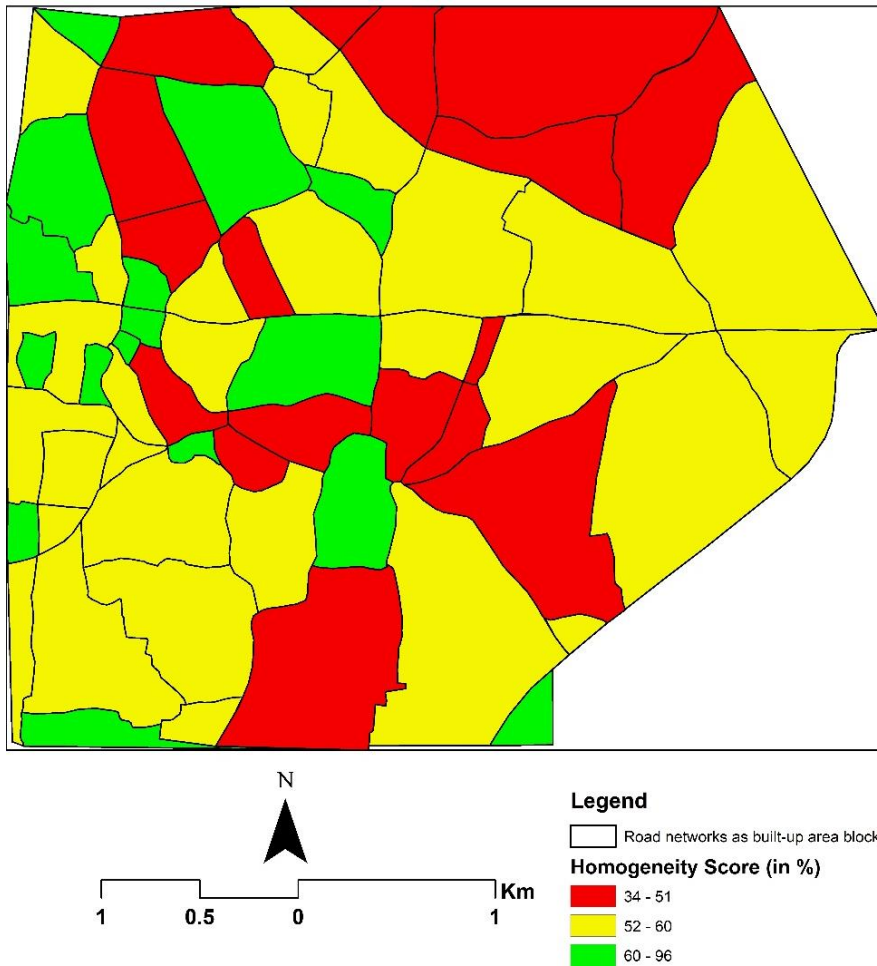 N
Km
1 0.5 0 1
Legend
Road networks as built-up area block
Homogeneity Score (in %)
34 - 51
52 - 60
60 - 96